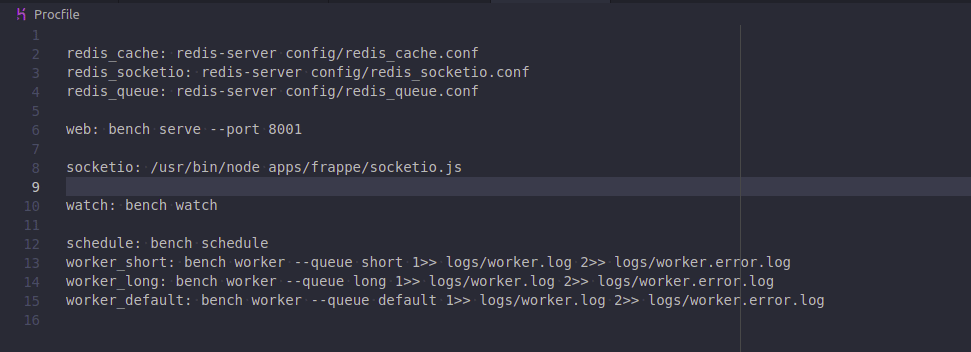 Procfile
1
2 redis_cache: redis-server config/redis_cache.conf
3 redis_socketio: redis-server config/redis_socketio.conf
4 redis_queue: redis-server config/redis_queue.conf
5
6 web: bench serve --port 8001
7
8 socketio: /usr/bin/node apps/frappe/socketio.js
9
10 watch: bench watch
11
12 schedule: bench schedule
13 worker_short: bench worker --queue short 1>> logs/worker.log 2>> logs/worker.error.log
14 worker_long: bench worker --queue long 1>> logs/worker.log 2>> logs/worker.error.log
15 worker_default: bench worker --queue default 1>> logs/worker.log 2>> logs/worker.error.log
16